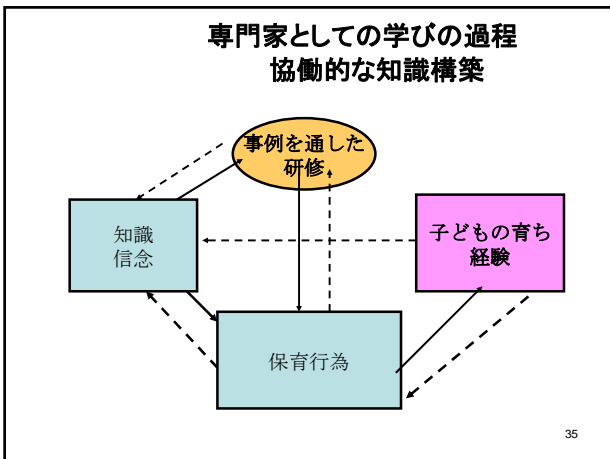 専門家としての学びの過程
協働的な知識構築
事例を通した
研修
知識
信念
子どもの育ち
経験
保育行為
35